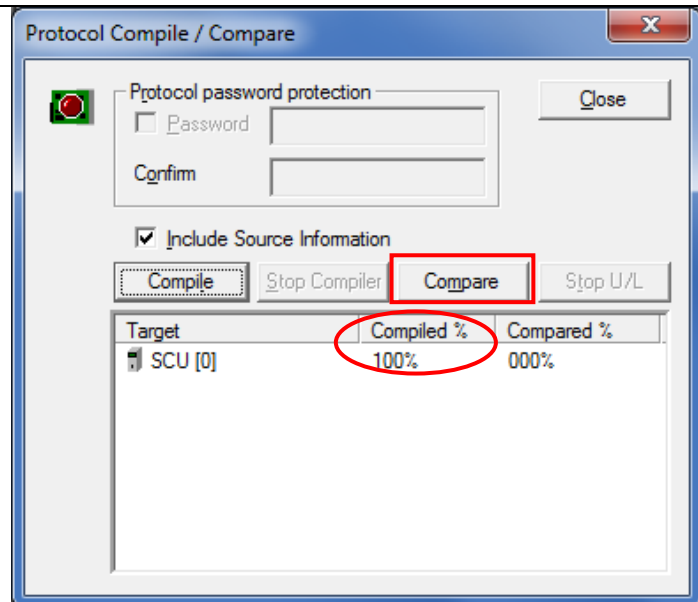 Protocol Compile / Compare
Protocol password protection
Close
Password
Confirm
Include Source Information
Compile Stop Compiler Compare Stop U/L
Target Compiled % Compared %
SCU [0] 100% 000%